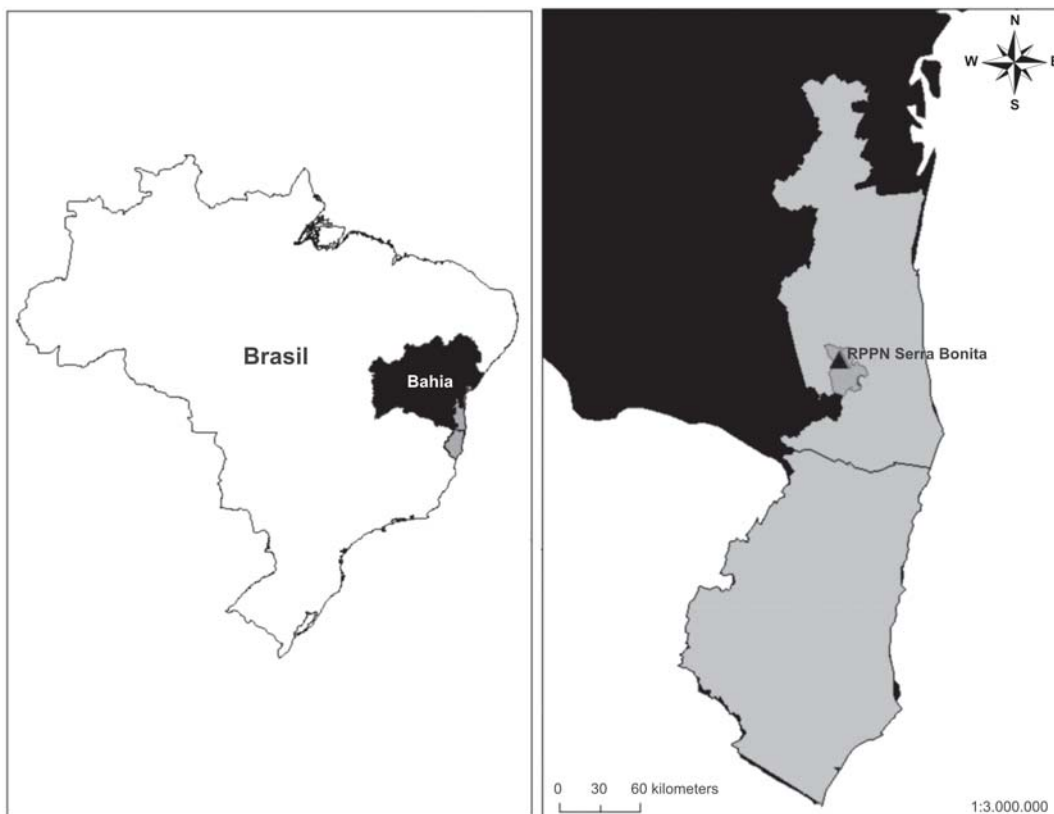 Brasil
Bahia
N
W E
S
RPPN Serra Bonita
0 30 60 kilometers
1:3.000.000